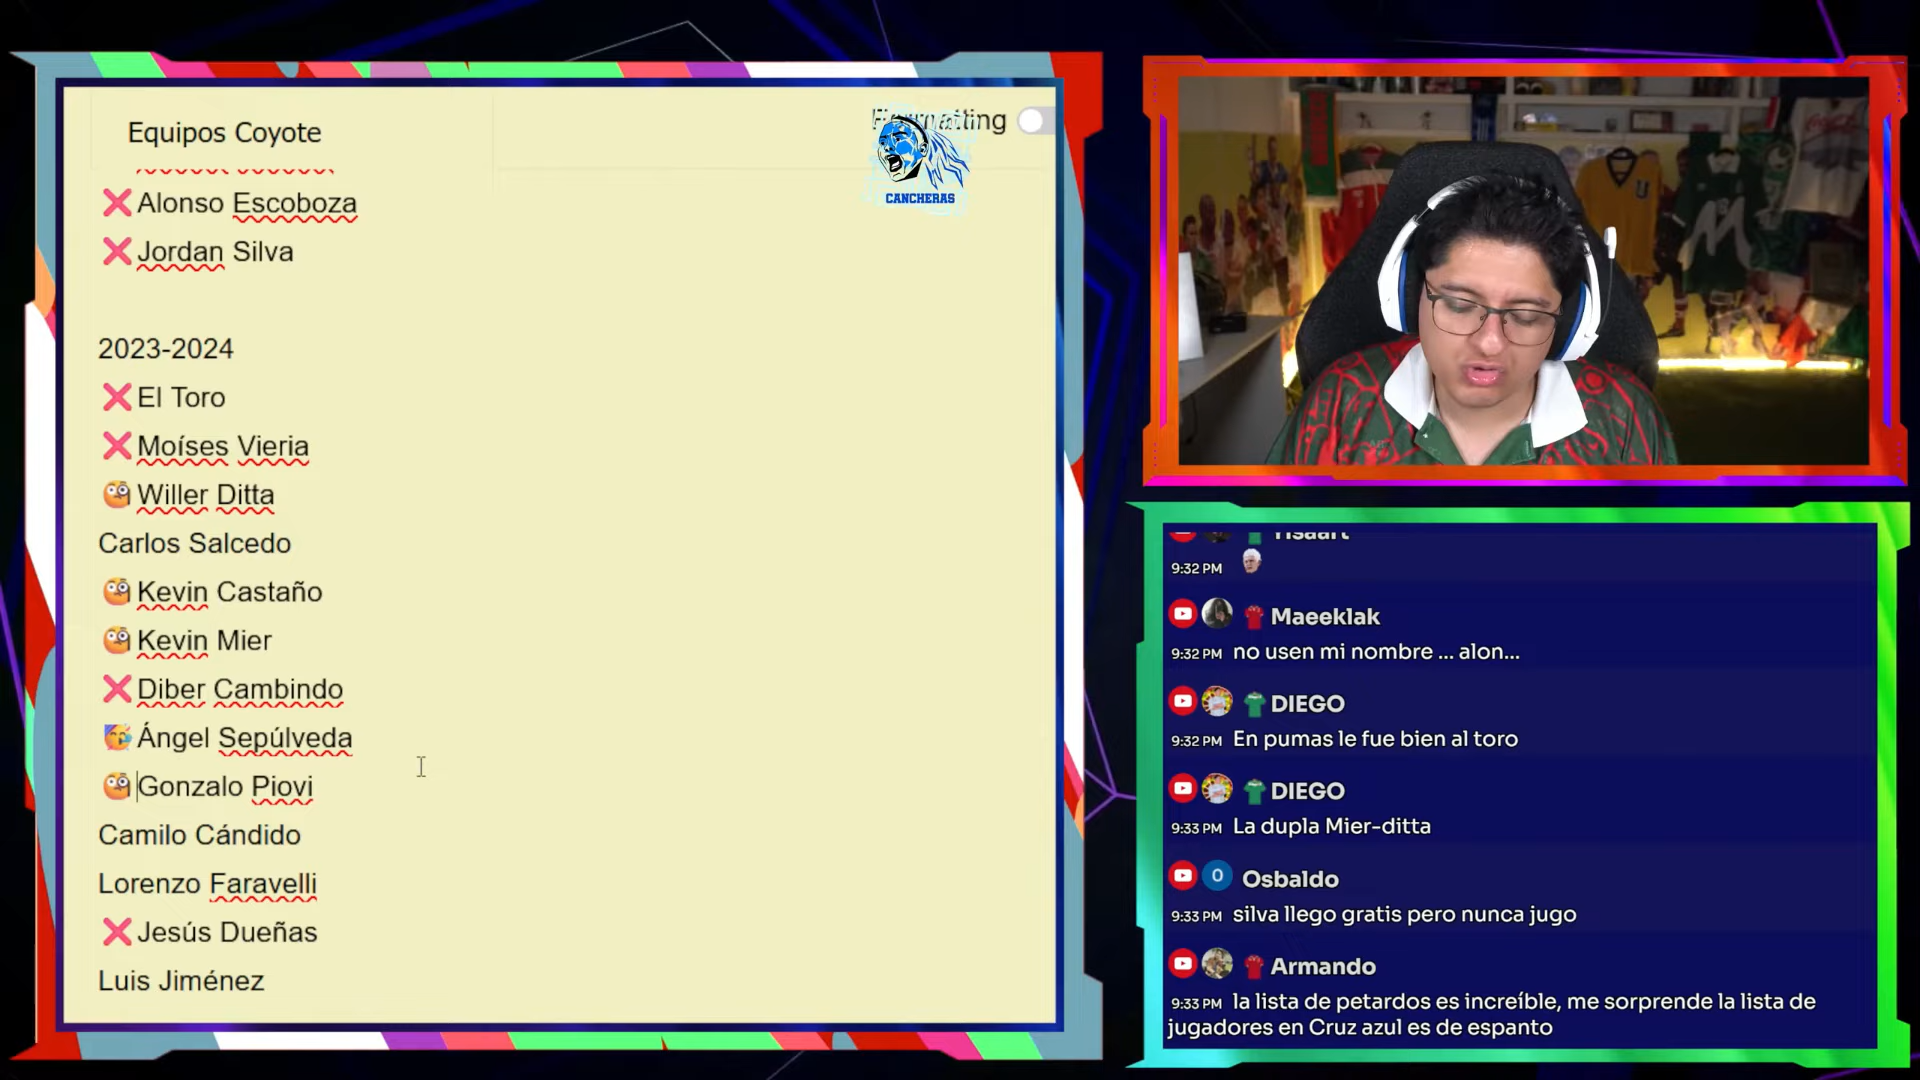 Equipos Coyote
Formatting
CANCHERAS
❌Alonso Escoboza
❌Jordan Silva
2023-2024
❌El Toro
❌Moíses Vieria
🧐Willer Ditta
Carlos Salcedo
🧐Kevin Castaño
🧐Kevin Mier
❌Diber Cambindo
🥳Ángel Sepúlveda
🧐Gonzalo Piovi
Camilo Cándido
Lorenzo Faravelli
❌Jesús Dueñas
Luis Jiménez
9:32 PM
Maeeklak
9:32 PM no usen mi nombre ... alon...
DIEGO
9:32 PM En pumas le fue bien al toro
DIEGO
9:33 PM La dupla Mier-ditta
O Osbaldo
9:33 PM silva llego gratis pero nunca jugo
Armando
9:33 PM la lista de petardos es increíble, me sorprende la lista de
jugadores en Cruz azul es de espanto